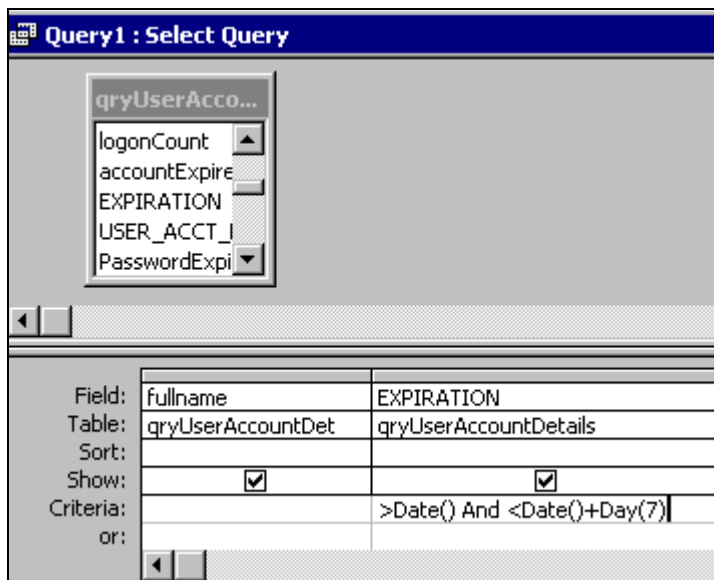 Query1 : Select Query
qryUserAcco...
logonCount
accountExpire
EXPIRATION
USER_ACCT_
PasswordExpi
Field: fullname EXPIRATION
Table: qryUserAccountDet qryUserAccountDetails
Sort:
Show:
Criteria: >Date() And <Date()+Day(7)
or: